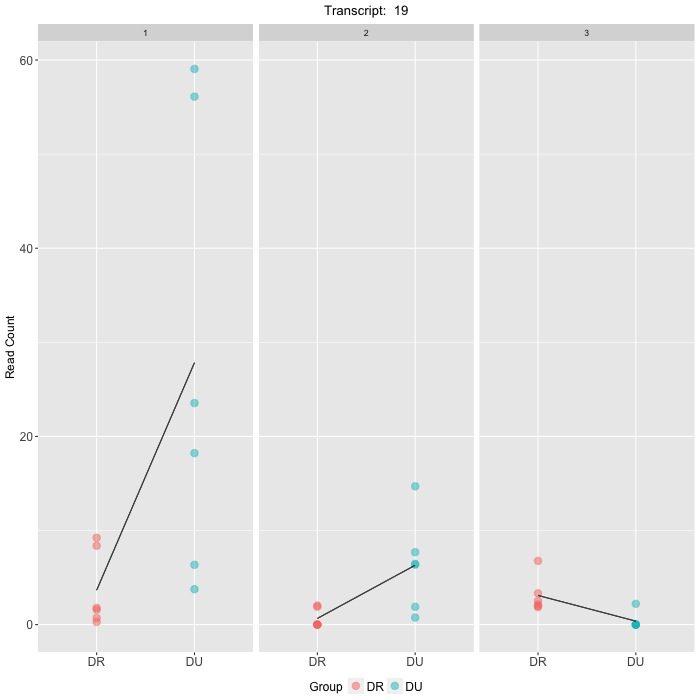 Transcript: 19
1 2 3
60
40
20
0
Read Count
DR DU DR DU DR DU
Group DR DU